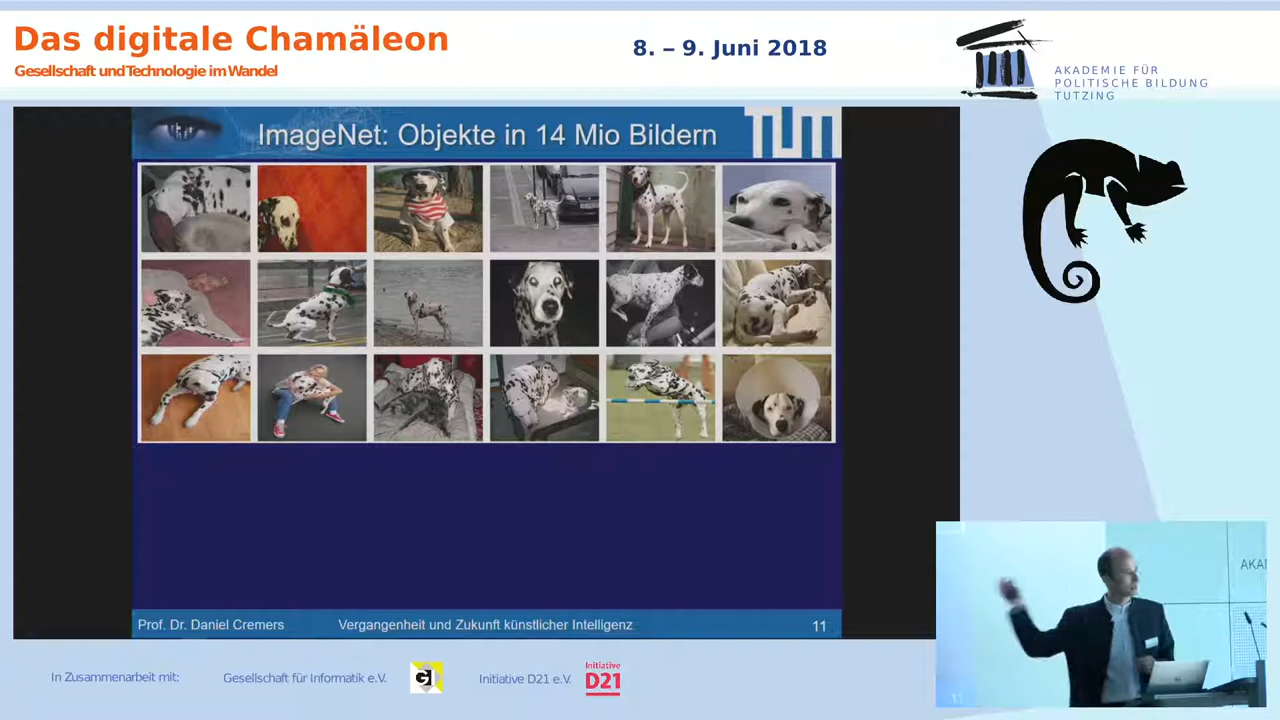 Das digitale Chamäleon
Gesellschaft und Technologie im Wandel
8. – 9. Juni 2018
AKADEMIE FÜR
POLITISCHE BILDUNG
TUTZING
ImageNet: Objekte in 14 Mio Bildern
TUM
Prof. Dr. Daniel Cremers
Vergangenheit und Zukunft künstlicher Intelligenz
11
AKA
In Zusammenarbeit mit:
Gesellschaft für Informatik e.V.
GI
Initiative D21 e.V.
Initiative
D21